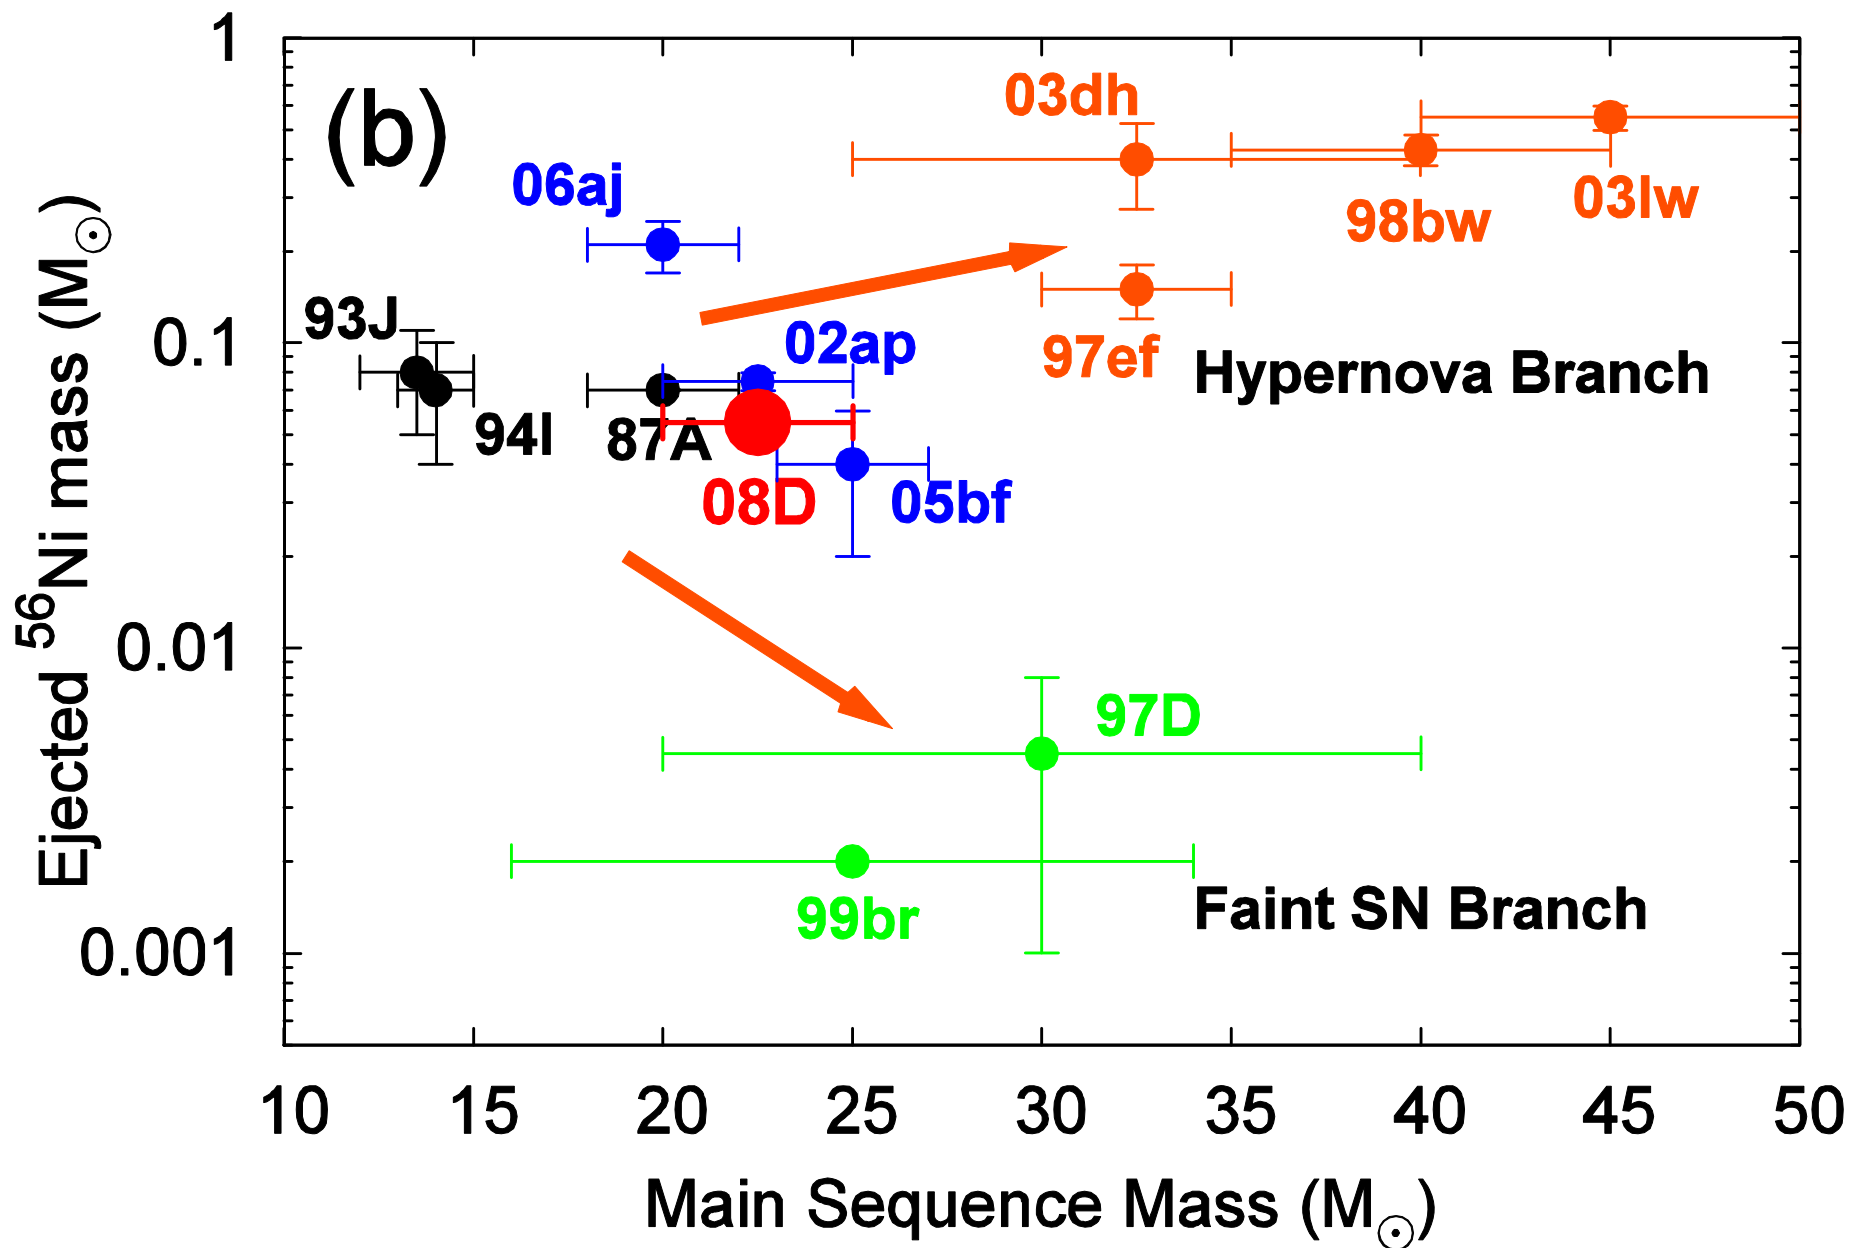 (b)
1
0.1
0.01
0.001
Ejected ⁵⁶Ni mass (M☉)
03dh
06aj
03lw
98bw
93J
02ap
97ef
Hypernova Branch
94I
87A
08D
05bf
97D
99br
Faint SN Branch
10 15 20 25 30 35 40 45 50
Main Sequence Mass (M☉)